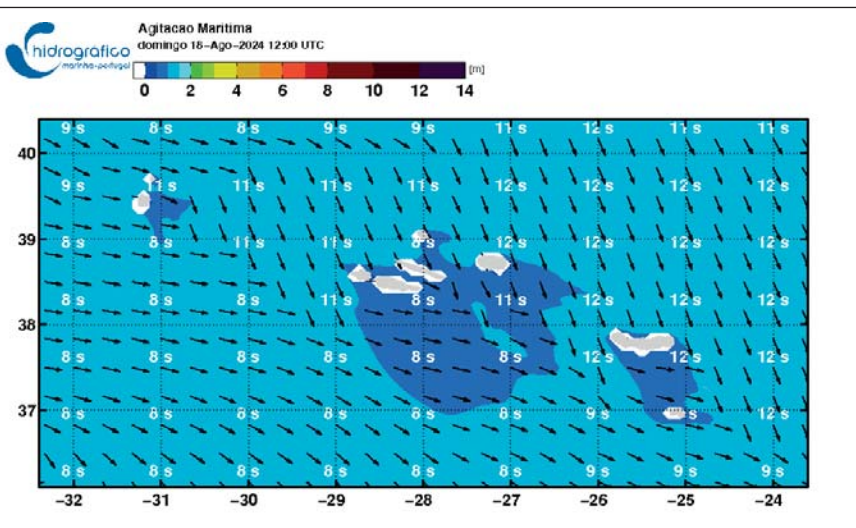 Agitacao Maritima
domingo 18-Ago-2024 12:00 UTC
hidrográfico
marinha-portugal
[m]
0 2 4 6 8 10 12 14
9 s 8 s 8 s 9 s 9 s 11 s 12 s 11 s 11 s
40
9 s 11 s 11 s 11 s 11 s 12 s 12 s 12 s 12 s
39 8 s 8 s 11 s 11 s 8 s 12 s 12 s 12 s 12 s
8 s 8 s 8 s 11 s 8 s 11 s 12 s 12 s 12 s
38
8 s 8 s 8 s 8 s 8 s 8 s 12 s 12 s 12 s
37 8 s 8 s 8 s 8 s 8 s 8 s 9 s s 12 s
8 s 8 s 8 s 8 s 8 s 8 s 9 s 9 s 9 s
-32 -31 -30 -29 -28 -27 -26 -25 -24